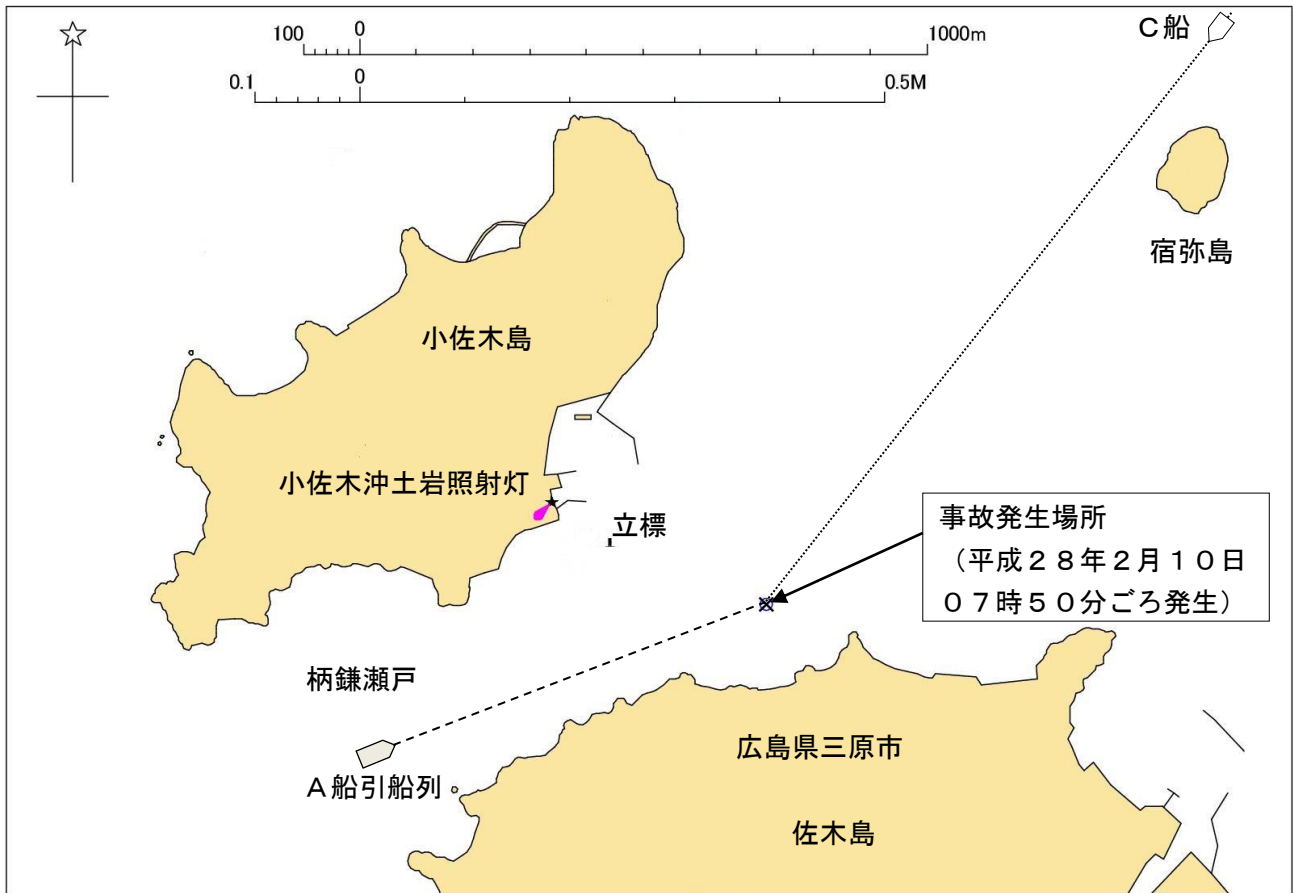 C船
100 0 1000m
0.1 0 0.5M
宿弥島
小佐木島
小佐木沖土岩照射灯
立標
事故発生場所
（平成２８年２月１０日
０７時５０分ごろ発生）
柄鎌瀬戸
A船引船列
広島県三原市
佐木島